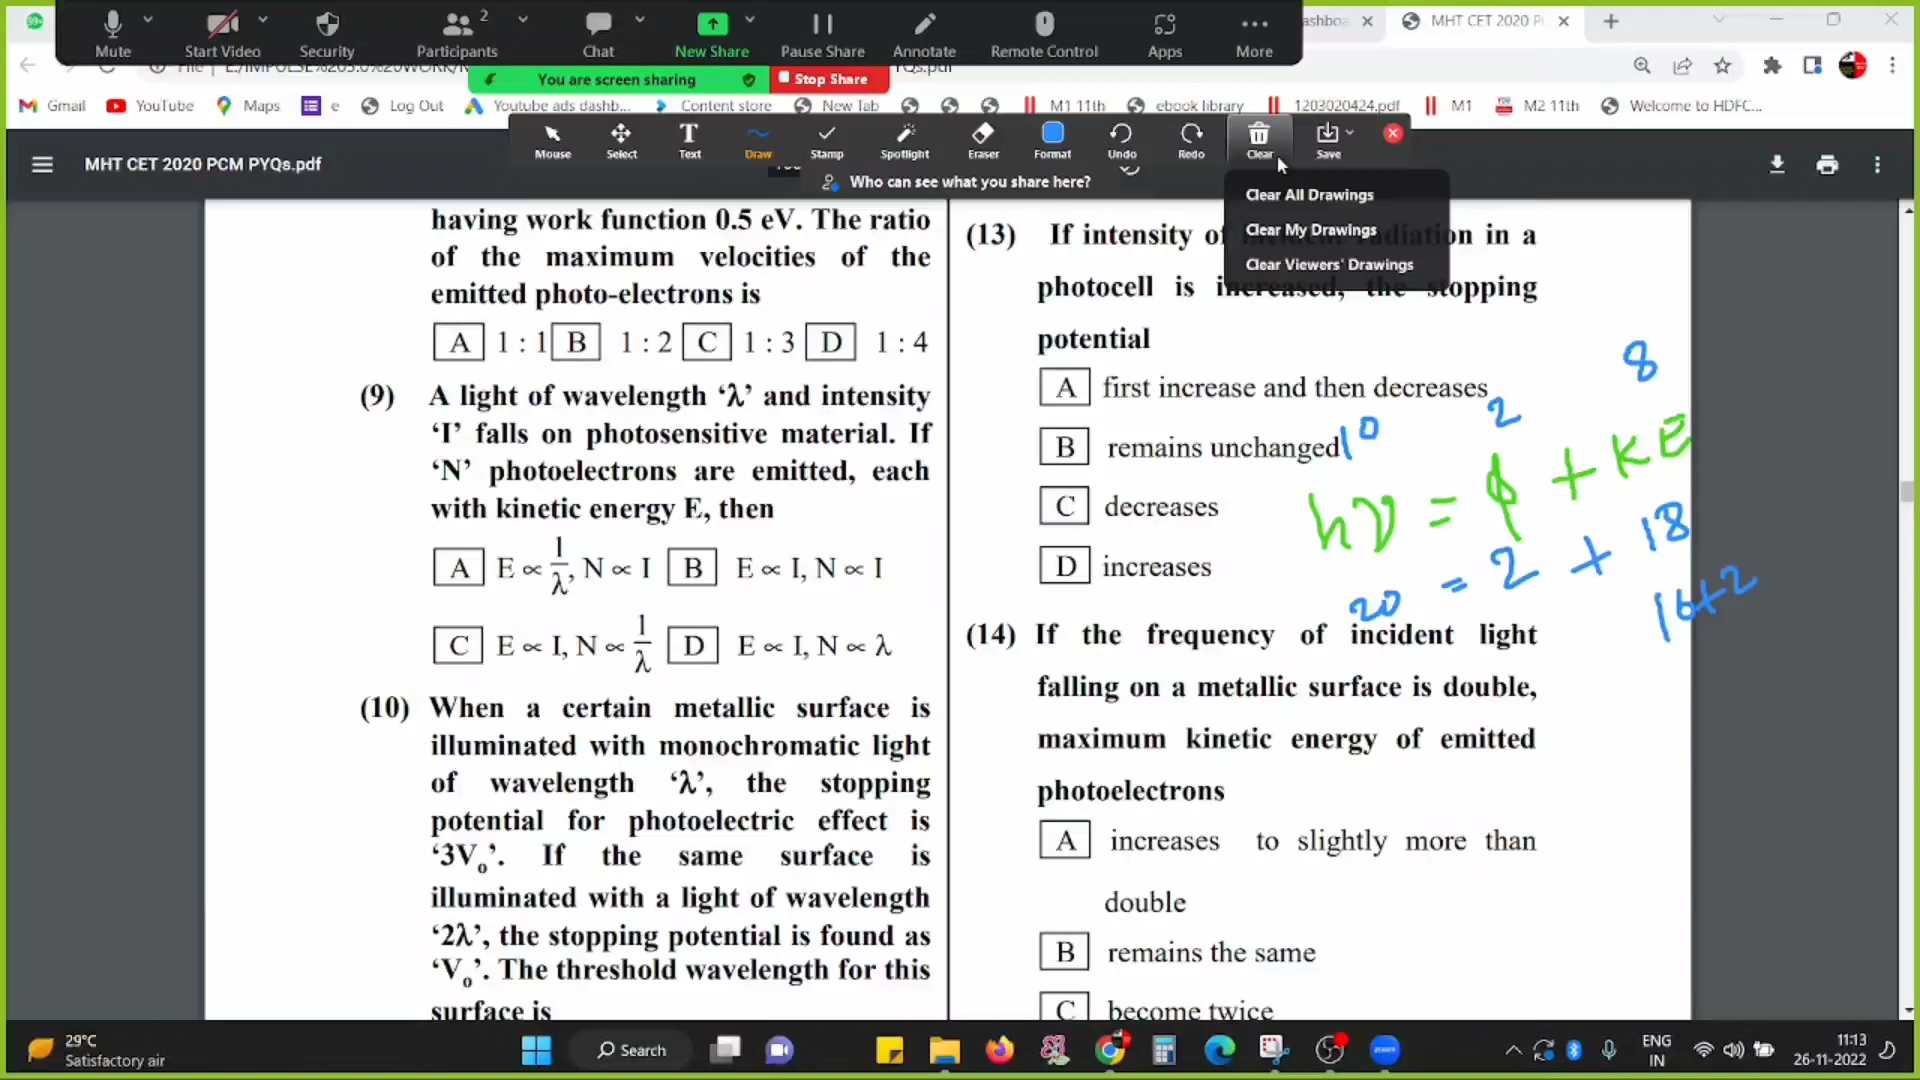 Mute
Start Video
Security
Participants
2
Chat
New Share
Pause Share
Annotate
Remote Control
Apps
More
MHT CET 2020 P
You are screen sharing
Stop Share
Gmail
YouTube
Maps
e
Log Out
Youtube ads dashb...
Content store
New Tab
M1 11th
ebook library
1203020424.pdf
M1
M2 11th
Welcome to HDFC...
MHT CET 2020 PCM PYQs.pdf
Mouse
Select
Text
Draw
Stamp
Spotlight
Eraser
Format
Undo
Redo
Clear
Save
Who can see what you share here?
Clear All Drawings
Clear My Drawings
Clear Viewers' Drawings
having work function 0.5 eV. The ratio
of the maximum velocities of the
emitted photo-electrons is
A 1 : 1 B 1 : 2 C 1 : 3 D 1 : 4
(9) A light of wavelength ‘λ’ and intensity
‘I’ falls on photosensitive material. If
‘N’ photoelectrons are emitted, each
with kinetic energy E, then
A E ∝ 1/λ, N ∝ I B E ∝ I, N ∝ I
C E ∝ I, N ∝ 1/λ D E ∝ I, N ∝ λ
(10) When a certain metallic surface is
illuminated with monochromatic light
of wavelength ‘λ’, the stopping
potential for photoelectric effect is
‘3Vo’. If the same surface is
illuminated with a light of wavelength
‘2λ’, the stopping potential is found as
‘Vo’. The threshold wavelength for this
surface is
(13) If intensity of incident radiation in a
photocell is increased, the stopping
potential
A first increase and then decreases
B remains unchanged
C decreases
D increases
10 2 8
hν = ϕ + KE
20 = 2 + 18
16+2
(14) If the frequency of incident light
falling on a metallic surface is double,
maximum kinetic energy of emitted
photoelectrons
A increases to slightly more than
double
B remains the same
C become twice
29°C
Satisfactory air
Search
ENG
IN
11:13
26-11-2022